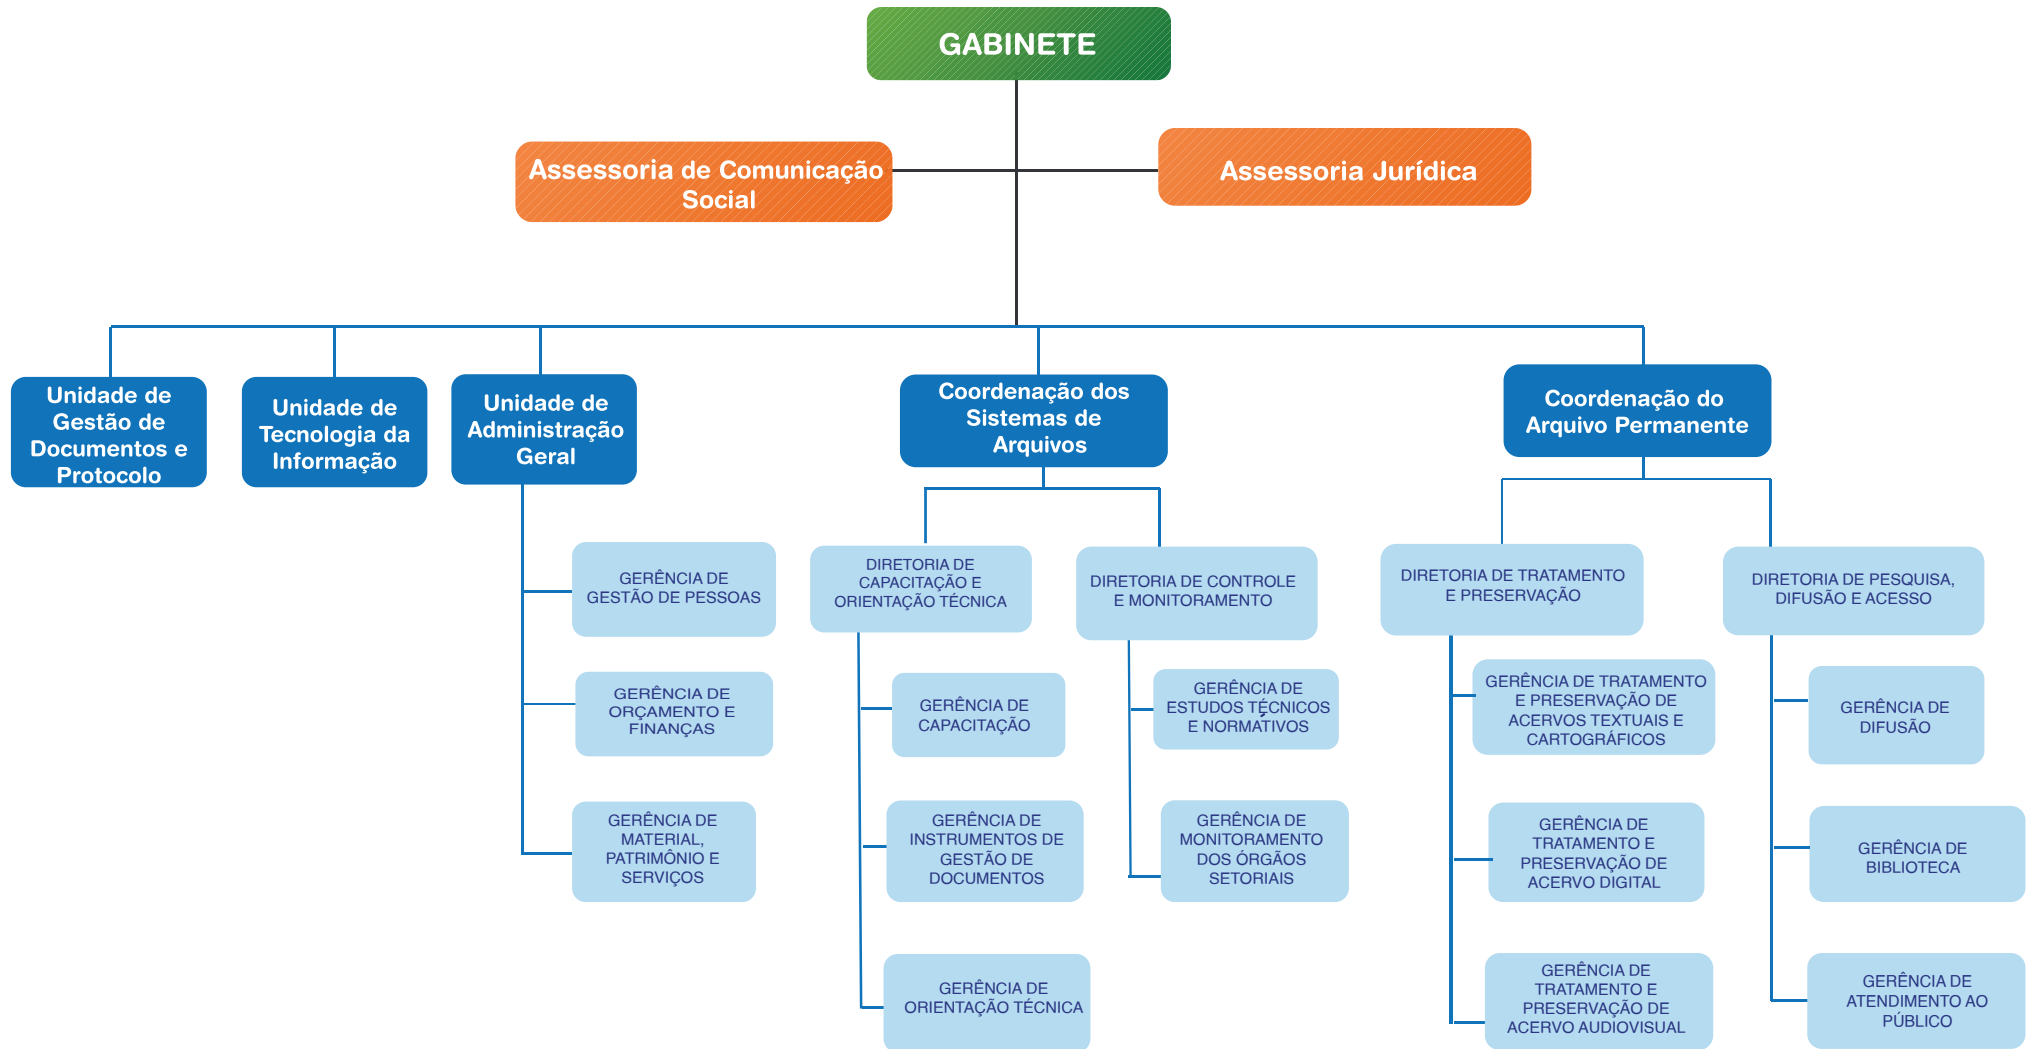 GABINETE
Assessoria de Comunicação
Social
Assessoria Jurídica
Unidade de
Gestão de
Documentos e
Protocolo
Unidade de
Tecnologia da
Informação
Unidade de
Administração
Geral
Coordenação dos
Sistemas de
Arquivos
Coordenação do
Arquivo Permanente
GERÊNCIA DE
GESTÃO DE PESSOAS
GERÊNCIA DE
ORÇAMENTO E
FINANÇAS
GERÊNCIA DE
MATERIAL,
PATRIMÔNIO E
SERVIÇOS
DIRETORIA DE
CAPACITAÇÃO E
ORIENTAÇÃO TÉCNICA
GERÊNCIA DE
CAPACITAÇÃO
GERÊNCIA DE
INSTRUMENTOS DE
GESTÃO DE
DOCUMENTOS
GERÊNCIA DE
ORIENTAÇÃO TÉCNICA
DIRETORIA DE CONTROLE
E MONITORAMENTO
GERÊNCIA DE
ESTUDOS TÉCNICOS
E NORMATIVOS
GERÊNCIA DE
MONITORAMENTO
DOS ÓRGÃOS
SETORIAIS
DIRETORIA DE TRATAMENTO
E PRESERVAÇÃO
GERÊNCIA DE TRATAMENTO
E PRESERVAÇÃO DE
ACERVOS TEXTUAIS E
CARTOGRÁFICOS
GERÊNCIA DE
TRATAMENTO E
PRESERVAÇÃO DE
ACERVO DIGITAL
GERÊNCIA DE
TRATAMENTO E
PRESERVAÇÃO DE
ACERVO AUDIOVISUAL
DIRETORIA DE PESQUISA,
DIFUSÃO E ACESSO
GERÊNCIA DE
DIFUSÃO
GERÊNCIA DE
BIBLIOTECA
GERÊNCIA DE
ATENDIMENTO AO
PÚBLICO